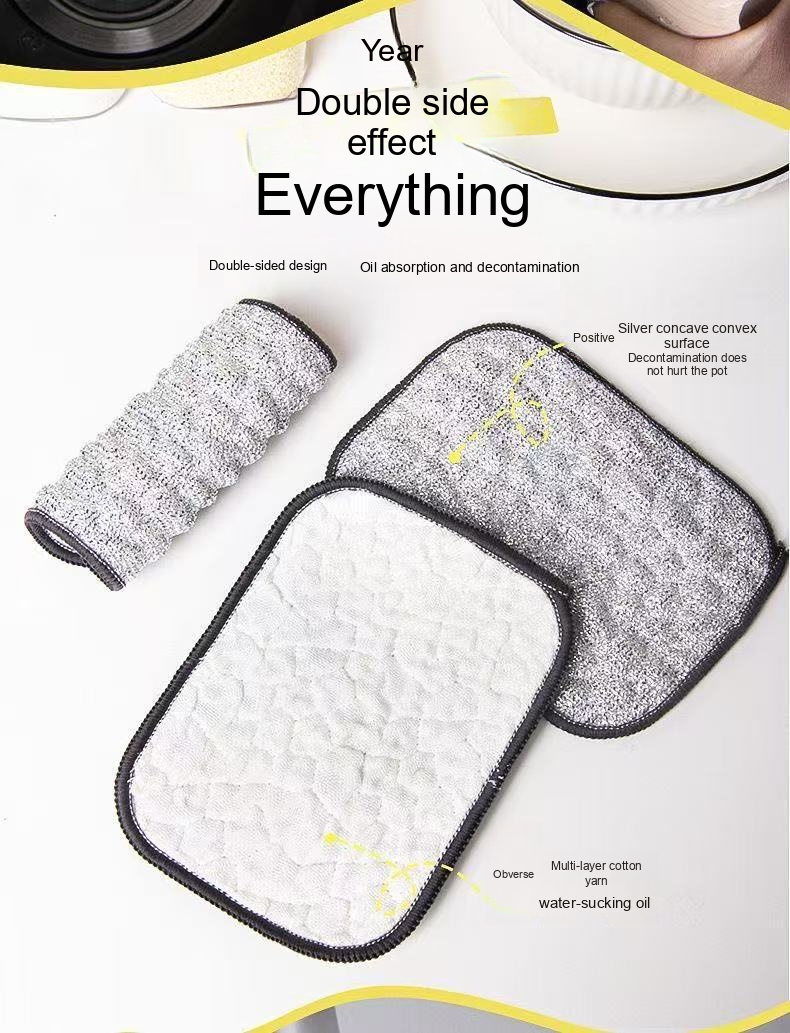 Year
Double side
effect
Everything
Double-sided design
Oil absorption and decontamination
Positive
Silver concave convex
surface
Decontamination does
not hurt the pot
Obverse
Multi-layer cotton
yarn
water-sucking oil